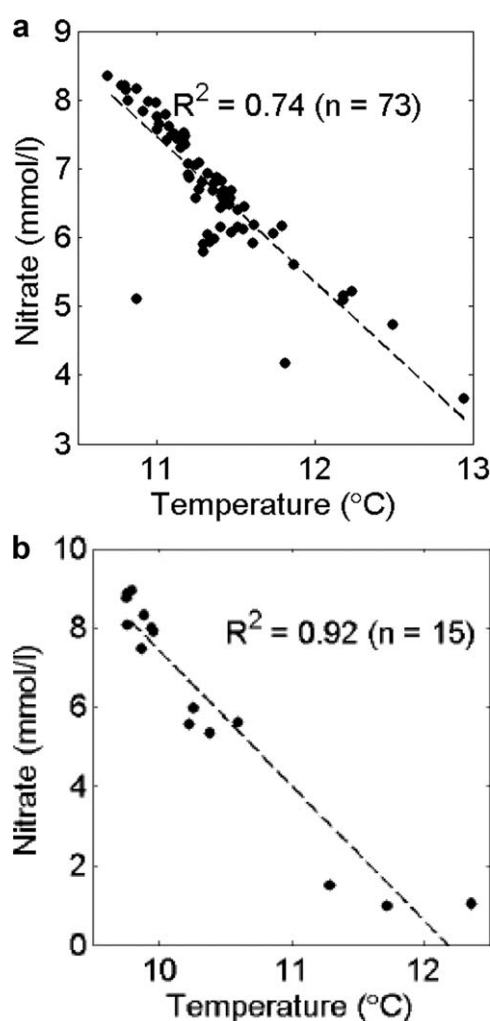 a
9
8
7
6
5
4
3
Nitrate (mmol/l)
R² = 0.74 (n = 73)
11
12
13
Temperature (°C)
b
10
8
6
4
2
0
Nitrate (mmol/l)
R² = 0.92 (n = 15)
10
11
12
Temperature (°C)